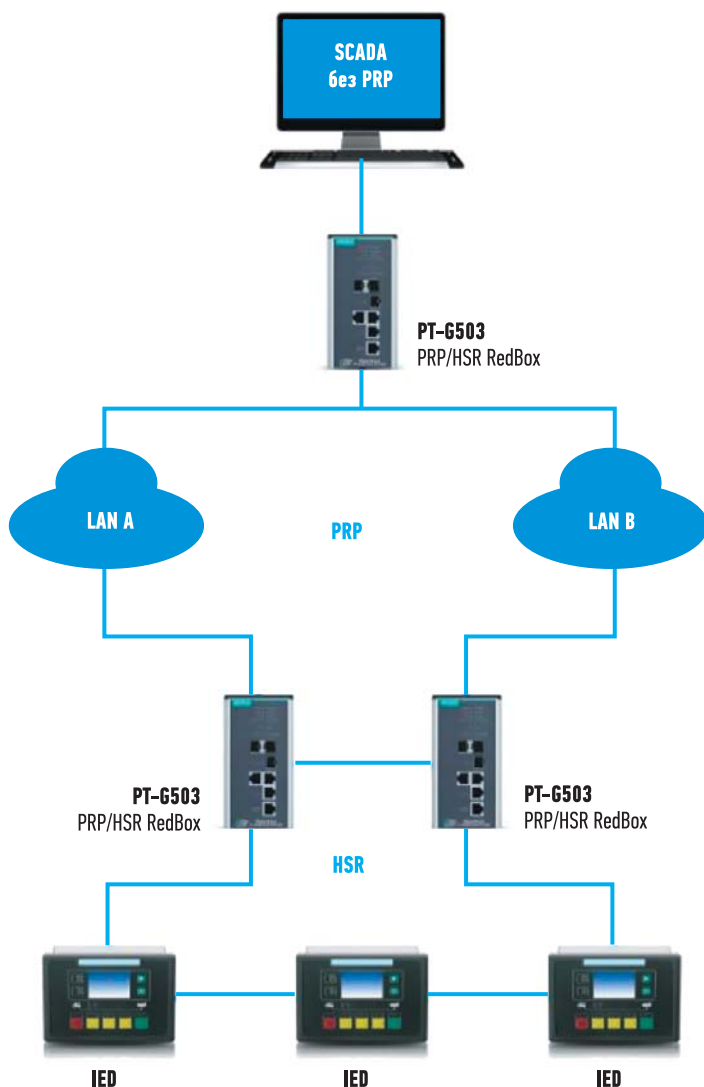 SCADA
без PRP
PT-G503
PRP/HSR RedBox
LAN A
PRP
LAN B
PT-G503
PRP/HSR RedBox
PT-G503
PRP/HSR RedBox
HSR
IED
IED
IED